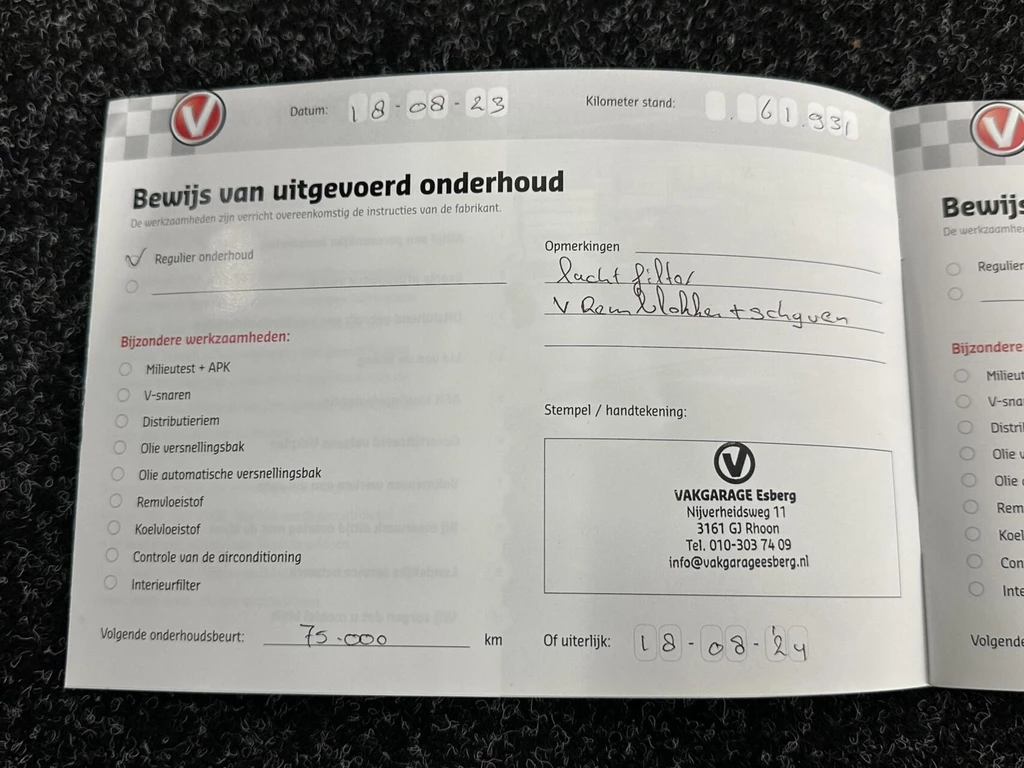 V
Datum: 18-08-23
Kilometer stand: 61.931
Bewijs van uitgevoerd onderhoud
De werkzaamheden zijn verricht overeenkomstig de instructies van de fabrikant.
Regulier onderhoud
Bijzondere werkzaamheden:
Milieutest + APK
V-snaren
Distributieriem
Olie versnellingsbak
Olie automatische versnellingsbak
Remvloeistof
Koelvloeistof
Controle van de airconditioning
Interieurfilter
Volgende onderhoudsbeurt: 75.000 km
Opmerkingen
lucht filter
V Remblokken + schyven
Stempel / handtekening:
V
VAKGARAGE Esberg
Nijverheidsweg 11
3161 GJ Rhoon
Tel. 010-303 74 09
info@vakgarageesberg.nl
Of uiterlijk: 18-08-'24
V
Bewijs
De werkzaamhe
Regulier
Bijzondere
Milieut
V-sna
Distri
Olie v
Olie
Rem
Koel
Con
Inte
Volgende